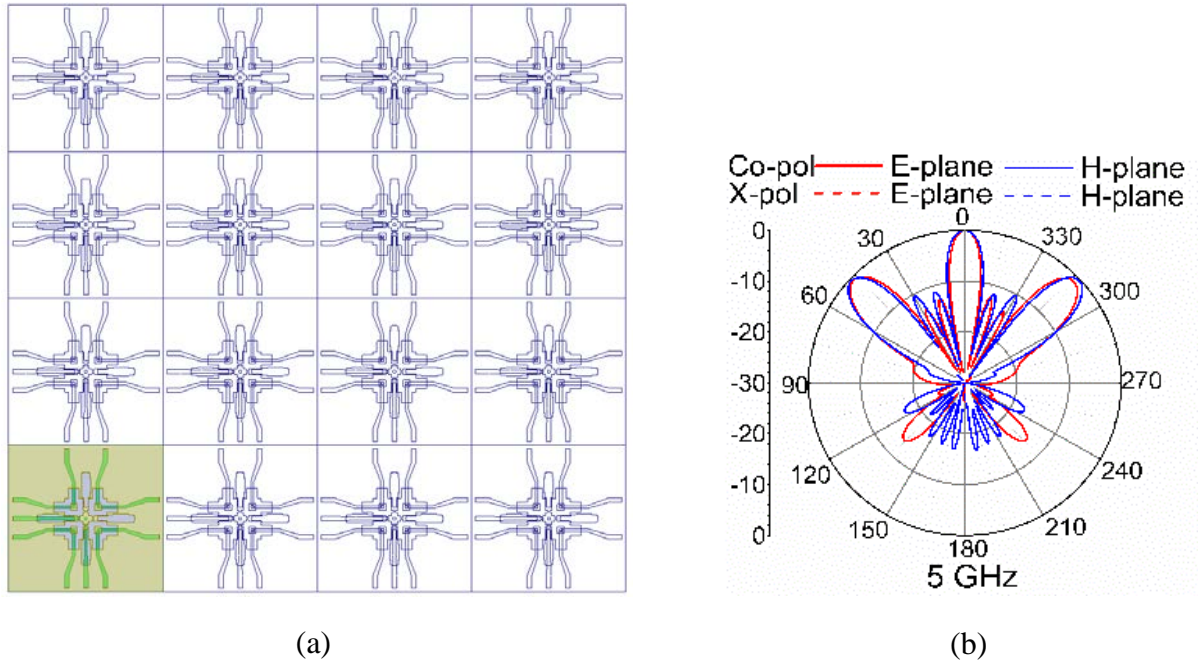 Co-pol E-plane H-plane
X-pol E-plane H-plane
0
0 30 330
-10 60 300
-20
-30 90 270
-20
-10 120 240
0 150 210
180
5 GHz
(a) (b)